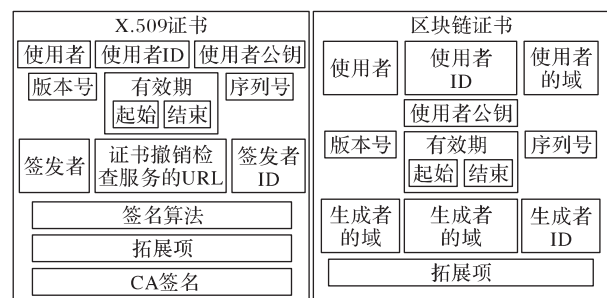 X.509证书
使用者 使用者ID 使用者公钥
版本号 有效期 序列号
起始 结束
签发者 证书撤销检
查服务的URL 签发者
ID
签名算法
拓展项
CA签名
区块链证书
使用者 使用者
ID 使用者
的域
使用者公钥
版本号 有效期 序列号
起始 结束
生成者
的域 生成者
的域 生成者
ID
拓展项